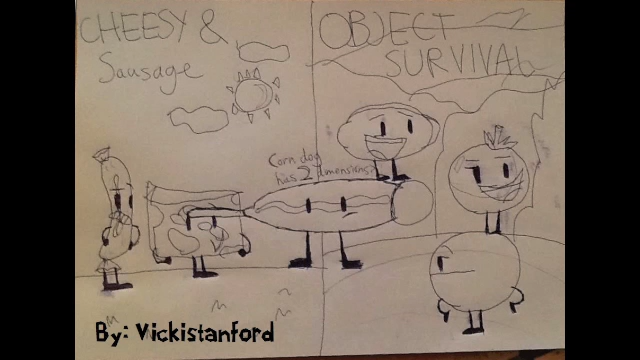 CHEESY &
Sausage
OBJECT
SURVIVAL
Corn dog
has 2 dimensions?
By: Vickistanford